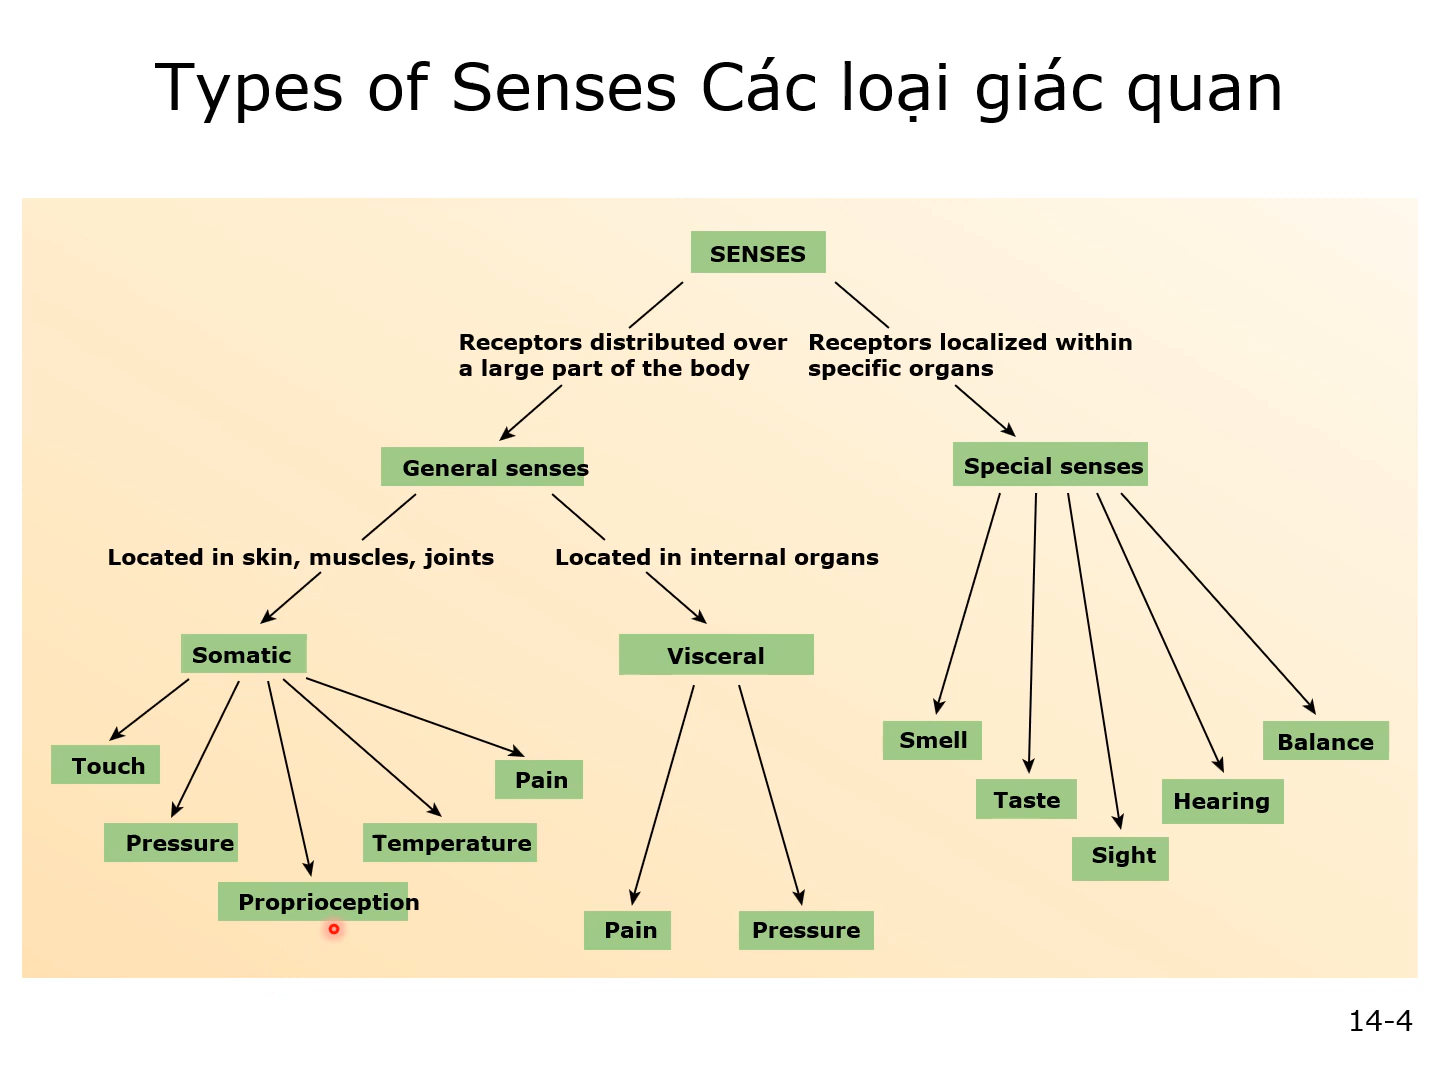 Types of Senses Các loại giác quan
SENSES
Receptors distributed over
a large part of the body
Receptors localized within
specific organs
General senses
Special senses
Located in skin, muscles, joints
Located in internal organs
Somatic
Visceral
Smell
Balance
Touch
Pain
Taste
Hearing
Pressure
Temperature
Sight
Proprioception
Pain
Pressure
14-4